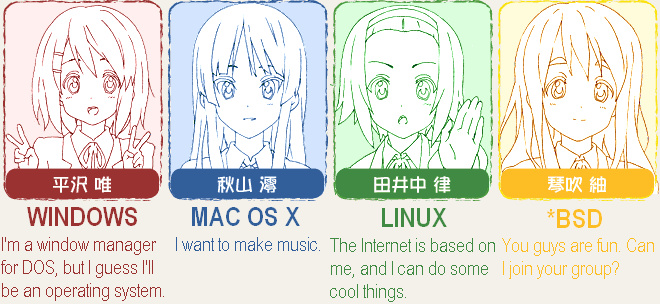 平沢 唯
秋山 澪
田井中 律
琴吹 紬
WINDOWS
MAC OS X
LINUX
*BSD
I'm a window manager
for DOS, but I guess I'll
be an operating system.
I want to make music.
The Internet is based on
me, and I can do some
cool things.
You guys are fun. Can
I join your group?